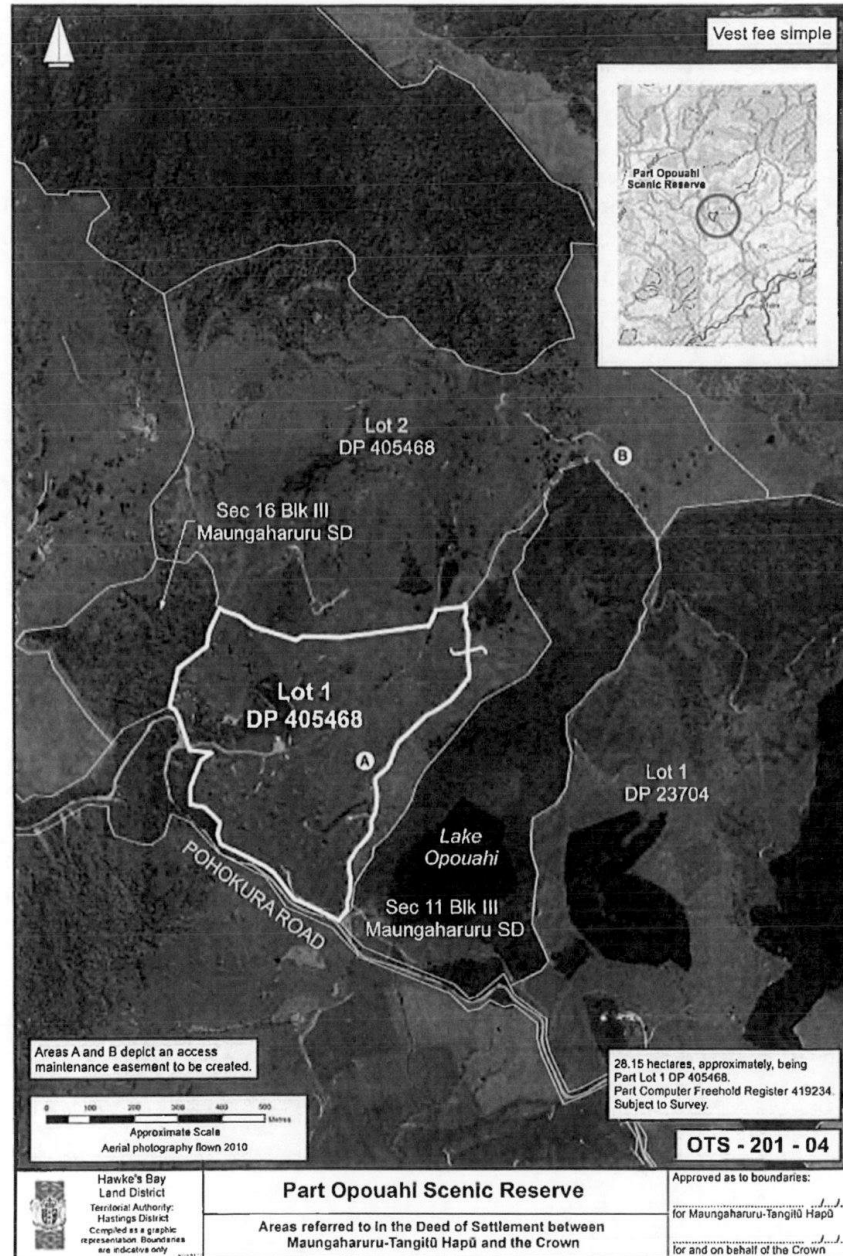 Vest fee simple
Part Opouahi
Scenic Reserve
Lot 2
DP 405468
B
Sec 16 Blk III
Maungaharuru SD
Lot 1
DP 405468
A
Lot 1
DP 23704
Lake
Opouahi
POHOKURA ROAD
Sec 11 Blk III
Maungaharuru SD
Areas A and B depict an access
maintenance easement to be created.
28.15 hectares, approximately, being
Part Lot 1 DP 405468.
Part Computer Freehold Register 419234.
Subject to Survey.
0 100 200 300 400 500
Metres
Approximate Scale
Aerial photography flown 2010
OTS - 201 - 04
Hawke's Bay
Land District
Territorial Authority:
Hastings District
Compiled as a graphic
representation. Boundaries
are indicative only
Part Opouahi Scenic Reserve
Areas referred to in the Deed of Settlement between
Maungaharuru-Tangitū Hapū and the Crown
Approved as to boundaries:
for Maungaharuru-Tangitū Hapū
for and on behalf of the Crown